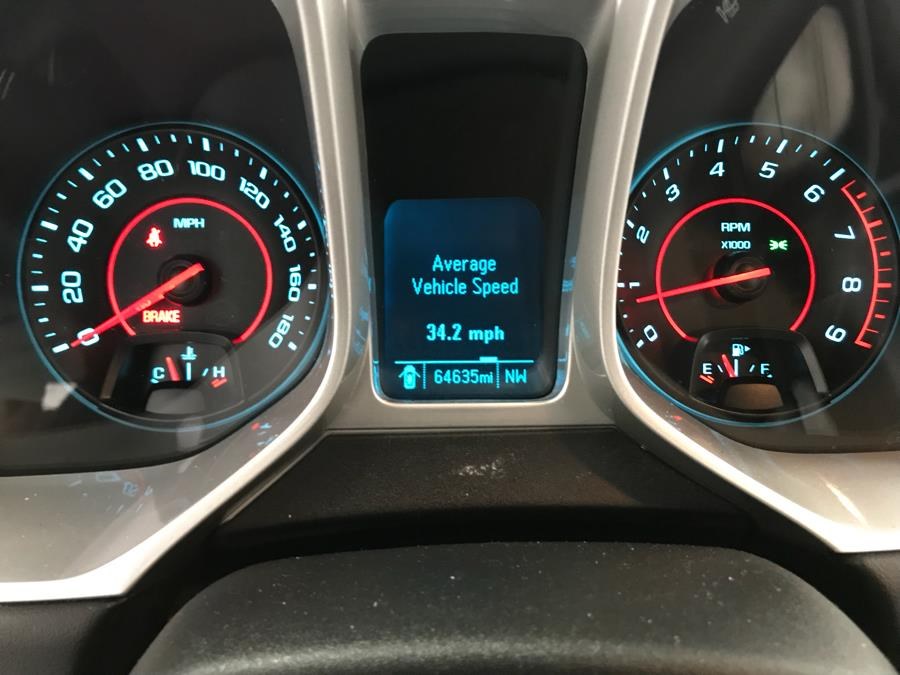 0
20
40
60
80
100
120
140
160
180
MPH
BRAKE
C
H
Average
Vehicle Speed
34.2 mph
64635mi NW
0
1
2
3
4
5
6
7
8
9
RPM
X1000
E
F